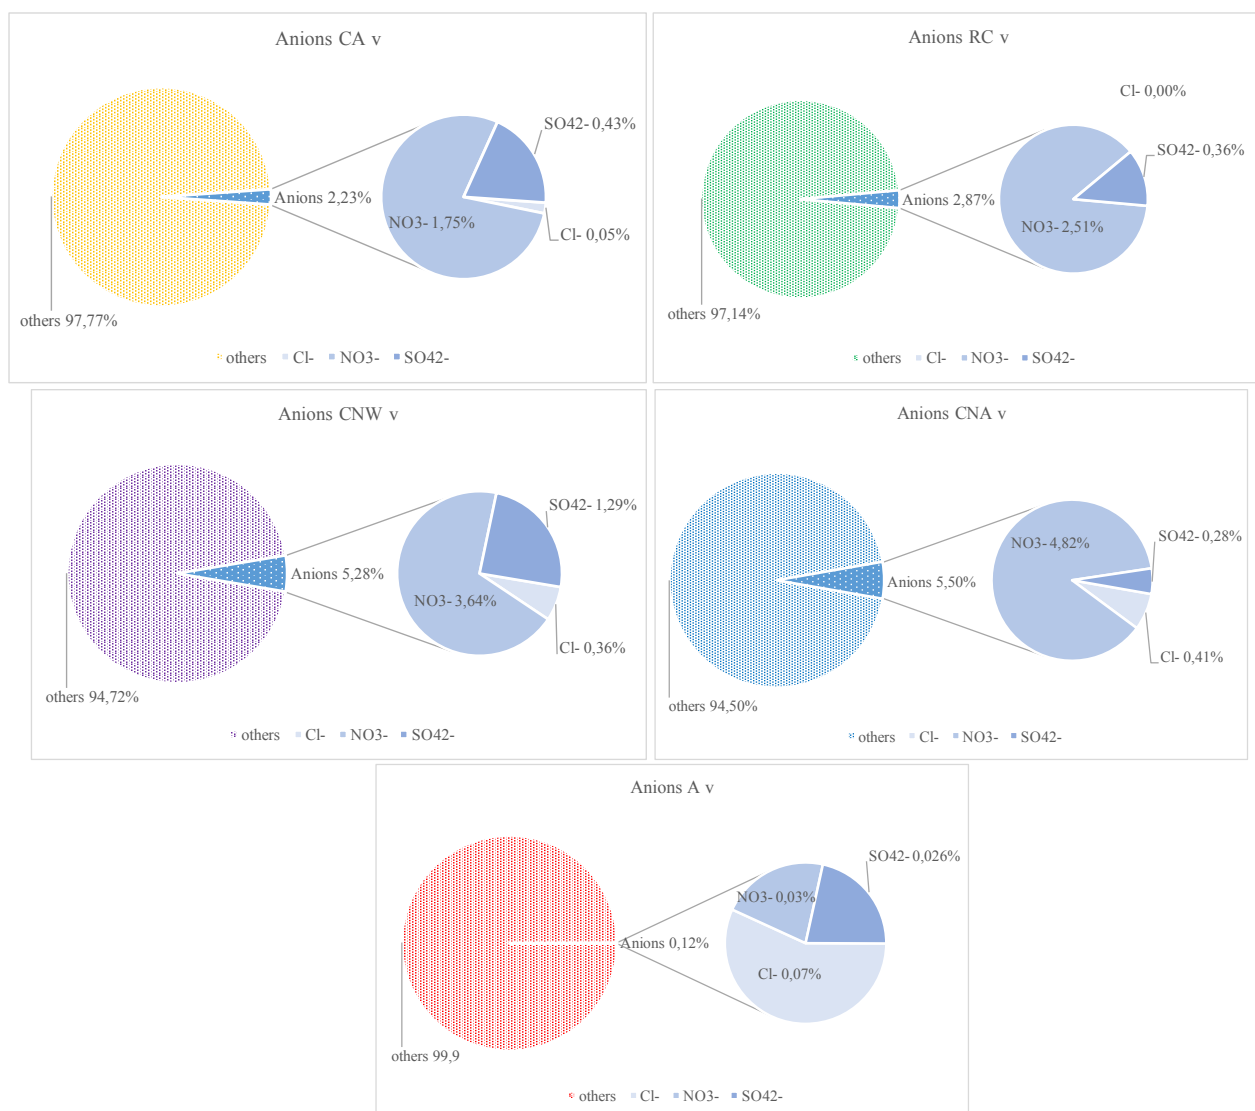 Anions CA v
SO42- 0,43%
Anions 2,23%
NO3- 1,75%
Cl- 0,05%
others 97,77%
others Cl- NO3- SO42-
Anions RC v
Cl- 0,00%
SO42- 0,36%
Anions 2,87%
NO3- 2,51%
others 97,14%
others Cl- NO3- SO42-
Anions CNW v
SO42- 1,29%
Anions 5,28%
NO3- 3,64%
Cl- 0,36%
others 94,72%
others Cl- NO3- SO42-
Anions CNA v
SO42- 0,28%
NO3- 4,82%
Anions 5,50%
Cl- 0,41%
others 94,50%
others Cl- NO3- SO42-
Anions A v
SO42- 0,026%
NO3- 0,03%
Anions 0,12%
Cl- 0,07%
others 99,9
others Cl- NO3- SO42-